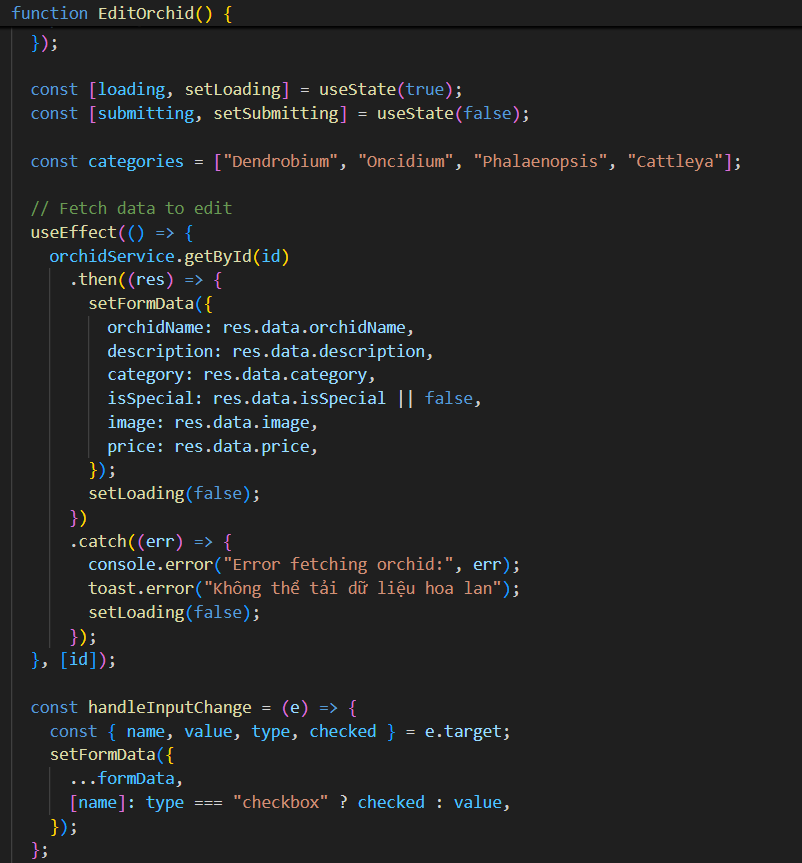 function EditOrchid() {
});
const [loading, setLoading] = useState(true);
const [submitting, setSubmitting] = useState(false);
const categories = ["Dendrobium", "Oncidium", "Phalaenopsis", "Cattleya"];
// Fetch data to edit
useEffect(() => {
orchidService.getById(id)
.then((res) => {
setFormData({
orchidName: res.data.orchidName,
description: res.data.description,
category: res.data.category,
isSpecial: res.data.isSpecial || false,
image: res.data.image,
price: res.data.price,
});
setLoading(false);
})
.catch((err) => {
console.error("Error fetching orchid:", err);
toast.error("Không thể tải dữ liệu hoa lan");
setLoading(false);
});
}, [id]);
const handleInputChange = (e) => {
const { name, value, type, checked } = e.target;
setFormData({
...formData,
[name]: type === "checkbox" ? checked : value,
});
};